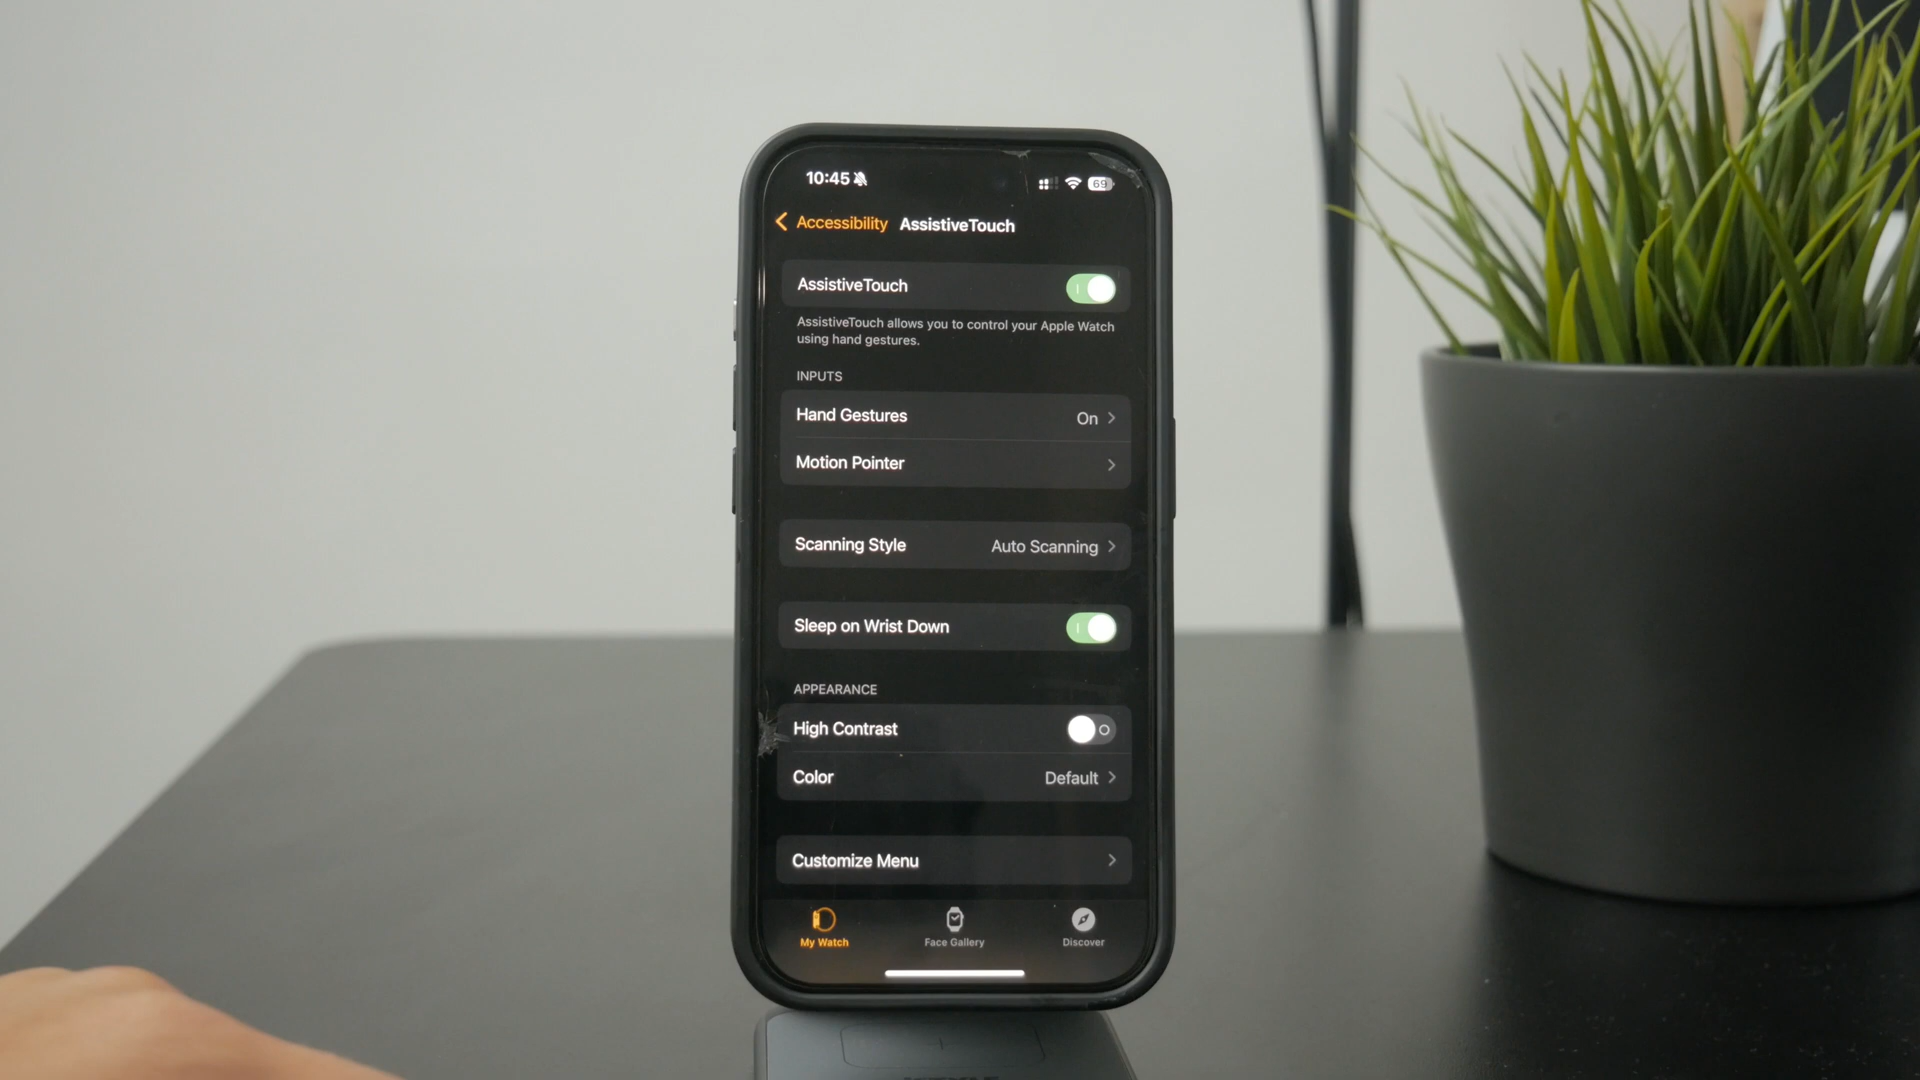 10:45
69
Accessibility AssistiveTouch
AssistiveTouch
AssistiveTouch allows you to control your Apple Watch
using hand gestures.
INPUTS
Hand Gestures On
Motion Pointer
Scanning Style Auto Scanning
Sleep on Wrist Down
APPEARANCE
High Contrast
Color Default
Customize Menu
My Watch Face Gallery Discover